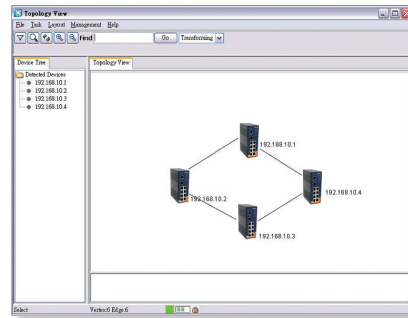 Topology View
File Task Layout Management Help
Find Go Transforming
Device Tree
Topology View
Detected Devices
192.168.10.1
192.168.10.2
192.168.10.3
192.168.10.4
192.168.10.1
192.168.10.4
192.168.10.2
192.168.10.3
Select Vertex:6 Edge:6